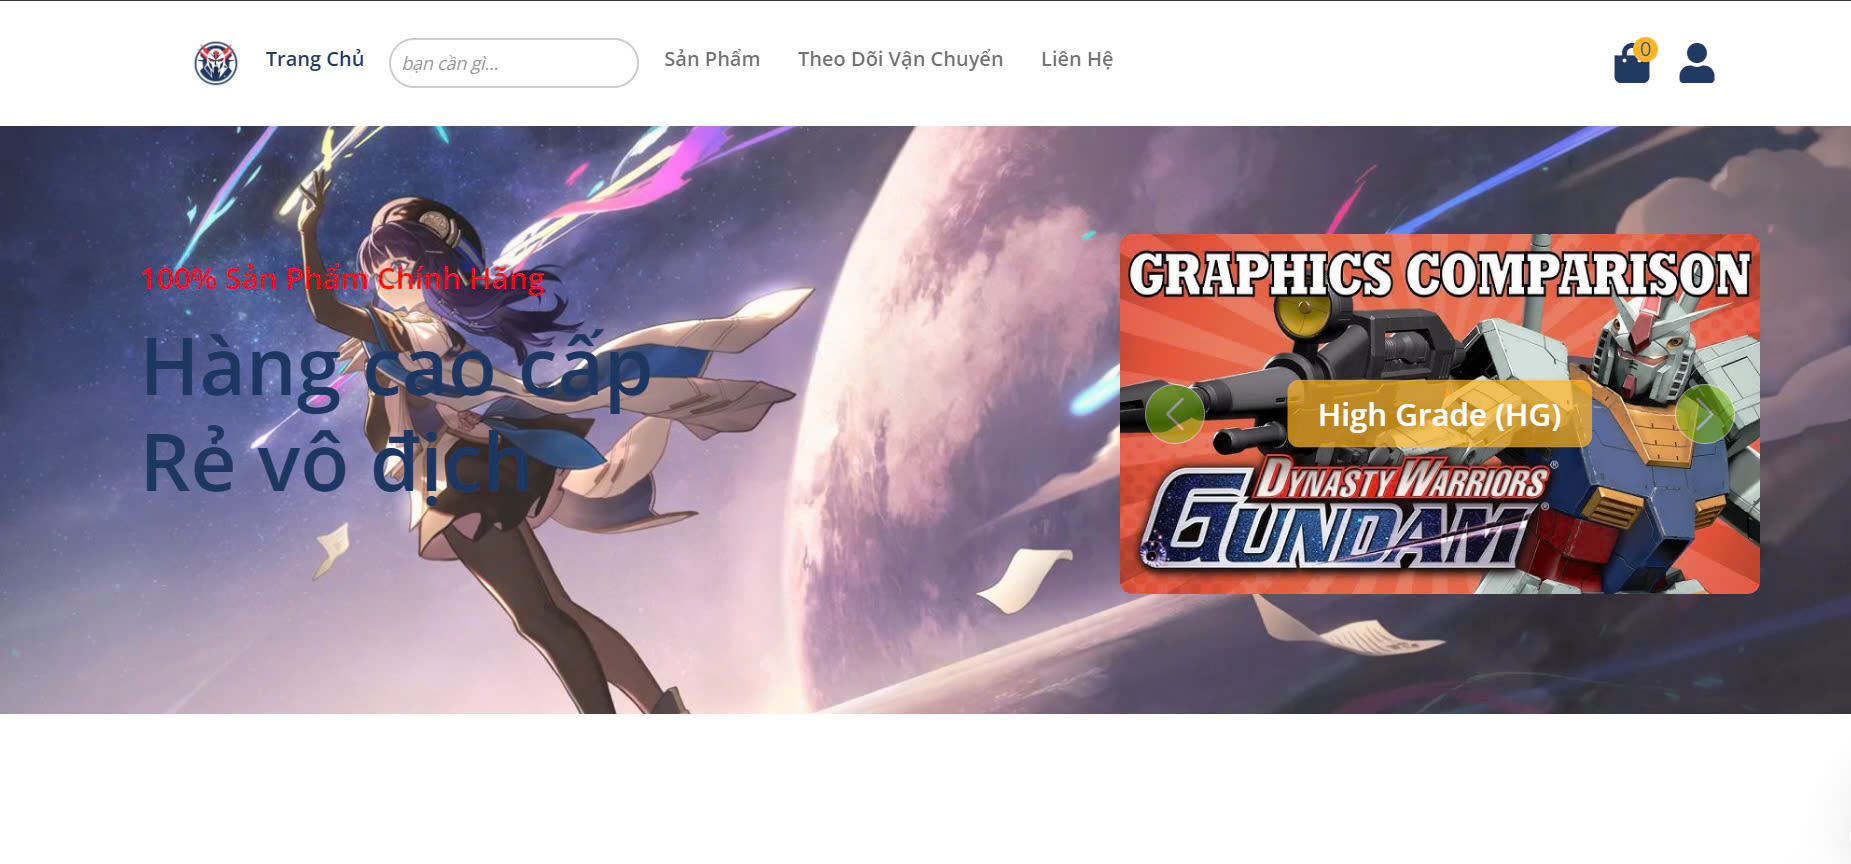 Trang Chủ
bạn cần gì...
Sản Phẩm
Theo Dõi Vận Chuyển
Liên Hệ
0
100% Sản Phẩm Chính Hãng
Hàng cao cấp
Rẻ vô địch
GRAPHICS COMPARISON
High Grade (HG)
DYNASTY WARRIORS®
GUNDAM®